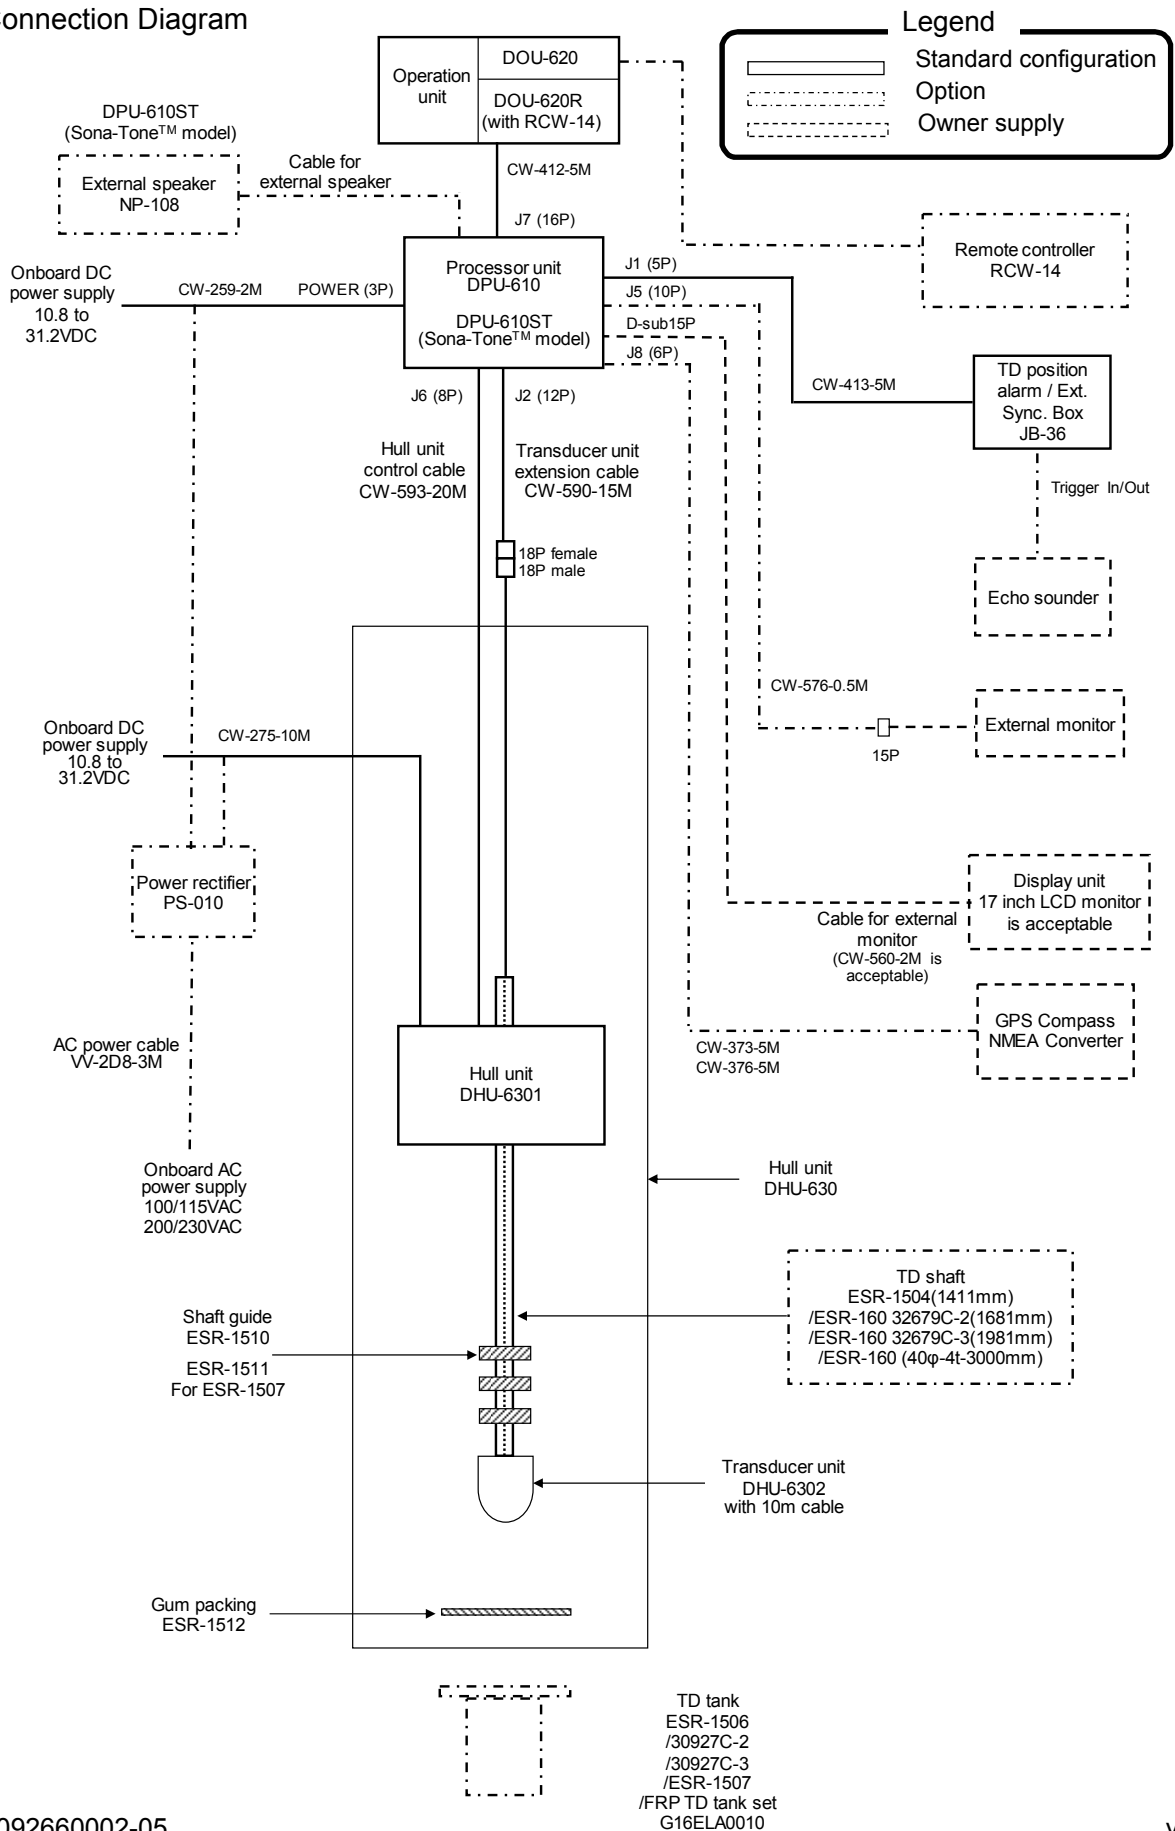 onnection Diagram
Legend
Standard configuration
Option
Owner supply
Operation
unit
DOU-620
DOU-620R
(with RCW-14)
DPU-610ST
(Sona-Tone™ model)
External speaker
NP-108
Cable for
external speaker
CW-412-5M
J7 (16P)
Remote controller
RCW-14
Onboard DC
power supply
10.8 to
31.2VDC
CW-259-2M
POWER (3P)
Processor unit
DPU-610
DPU-610ST
(Sona-Tone™ model)
J1 (5P)
J5 (10P)
D-sub15P
J8 (6P)
J6 (8P)
J2 (12P)
CW-413-5M
TD position
alarm / Ext.
Sync. Box
JB-36
Hull unit
control cable
CW-593-20M
Transducer unit
extension cable
CW-590-15M
Trigger In/Out
18P female
18P male
Echo sounder
CW-576-0.5M
15P
External monitor
Onboard DC
power supply
10.8 to
31.2VDC
CW-275-10M
Power rectifier
PS-010
Display unit
17 inch LCD monitor
is acceptable
Cable for external
monitor
(CW-560-2M is
acceptable)
GPS Compass
NMEA Converter
CW-373-5M
CW-376-5M
AC power cable
VV-2D8-3M
Hull unit
DHU-6301
Onboard AC
power supply
100/115VAC
200/230VAC
Hull unit
DHU-630
TD shaft
ESR-1504(1411mm)
/ESR-160 32679C-2(1681mm)
/ESR-160 32679C-3(1981mm)
/ESR-160 (40φ-4t-3000mm)
Shaft guide
ESR-1510
ESR-1511
For ESR-1507
Transducer unit
DHU-6302
with 10m cable
Gum packing
ESR-1512
TD tank
ESR-1506
/30927C-2
/30927C-3
/ESR-1507
/FRP TD tank set
G16ELA0010
092660002-05